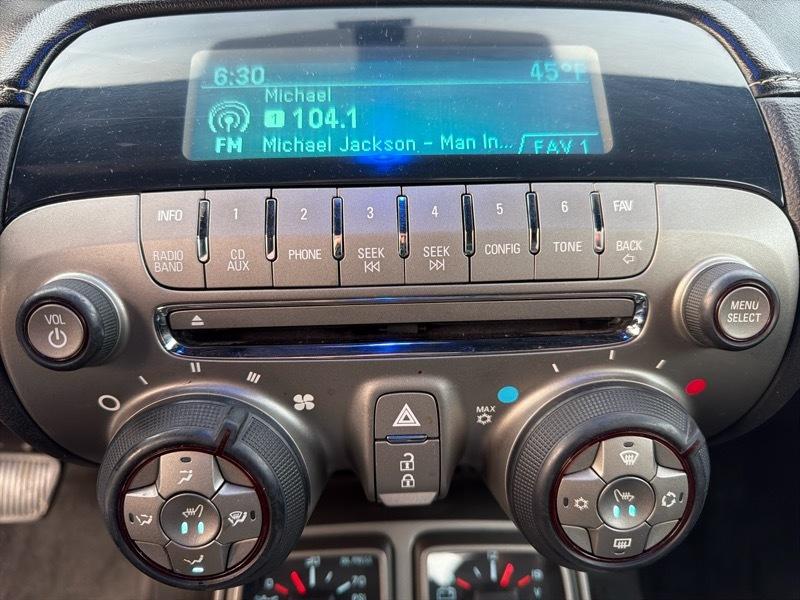 6:30 45°F
Michael
1 104.1
FM Michael Jackson - Man In... FAV 1
INFO 1 2 3 4 5 6 FAV
RADIO BAND CD AUX PHONE SEEK SEEK CONFIG TONE BACK
VOL
MENU SELECT
MAX